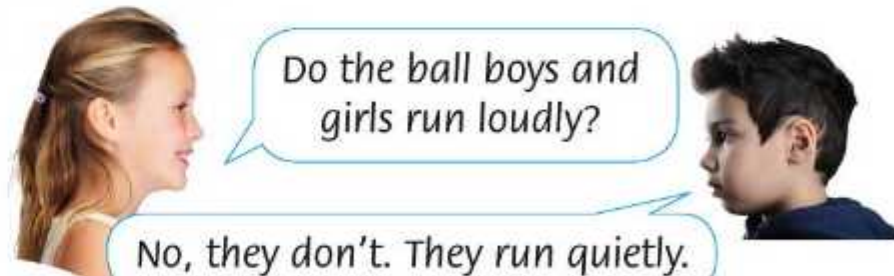 Do the ball boys and
girls run loudly?
No, they don't. They run quietly.